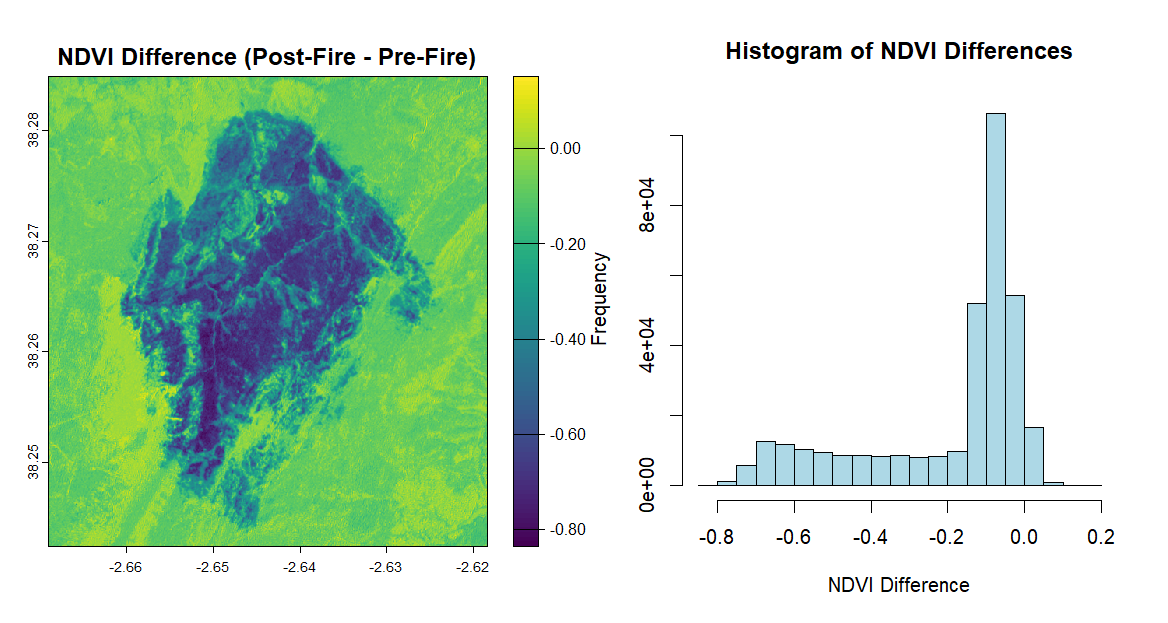 NDVI Difference (Post-Fire - Pre-Fire)
38.28
38.27
38.26
38.25
-2.66
-2.65
-2.64
-2.63
-2.62
0.00
-0.20
-0.40
-0.60
-0.80
Histogram of NDVI Differences
Frequency
8e+04
4e+04
0e+00
-0.8
-0.6
-0.4
-0.2
0.0
0.2
NDVI Difference